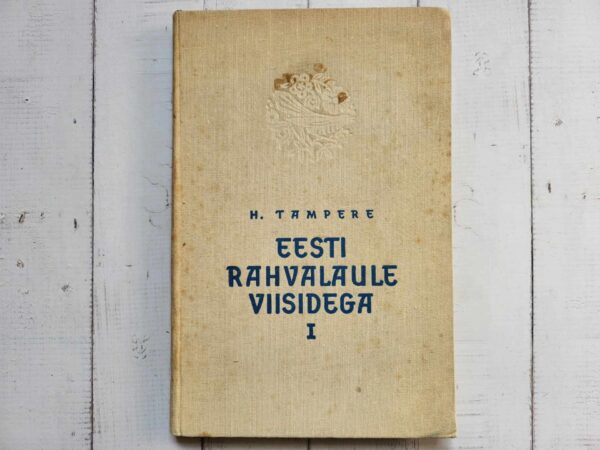 H. TAMPERE
EESTI
RAHVALAULE
VIISIDEGA
I